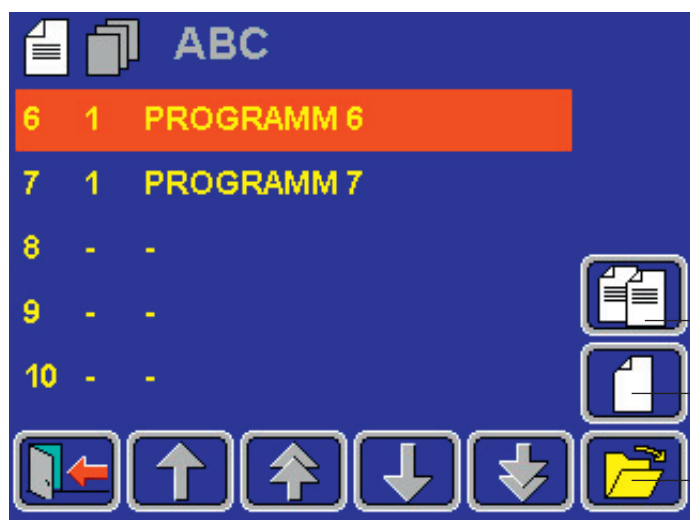 ABC
6 1 PROGRAMM 6
7 1 PROGRAMM 7
8 - -
9 - -
10 - -